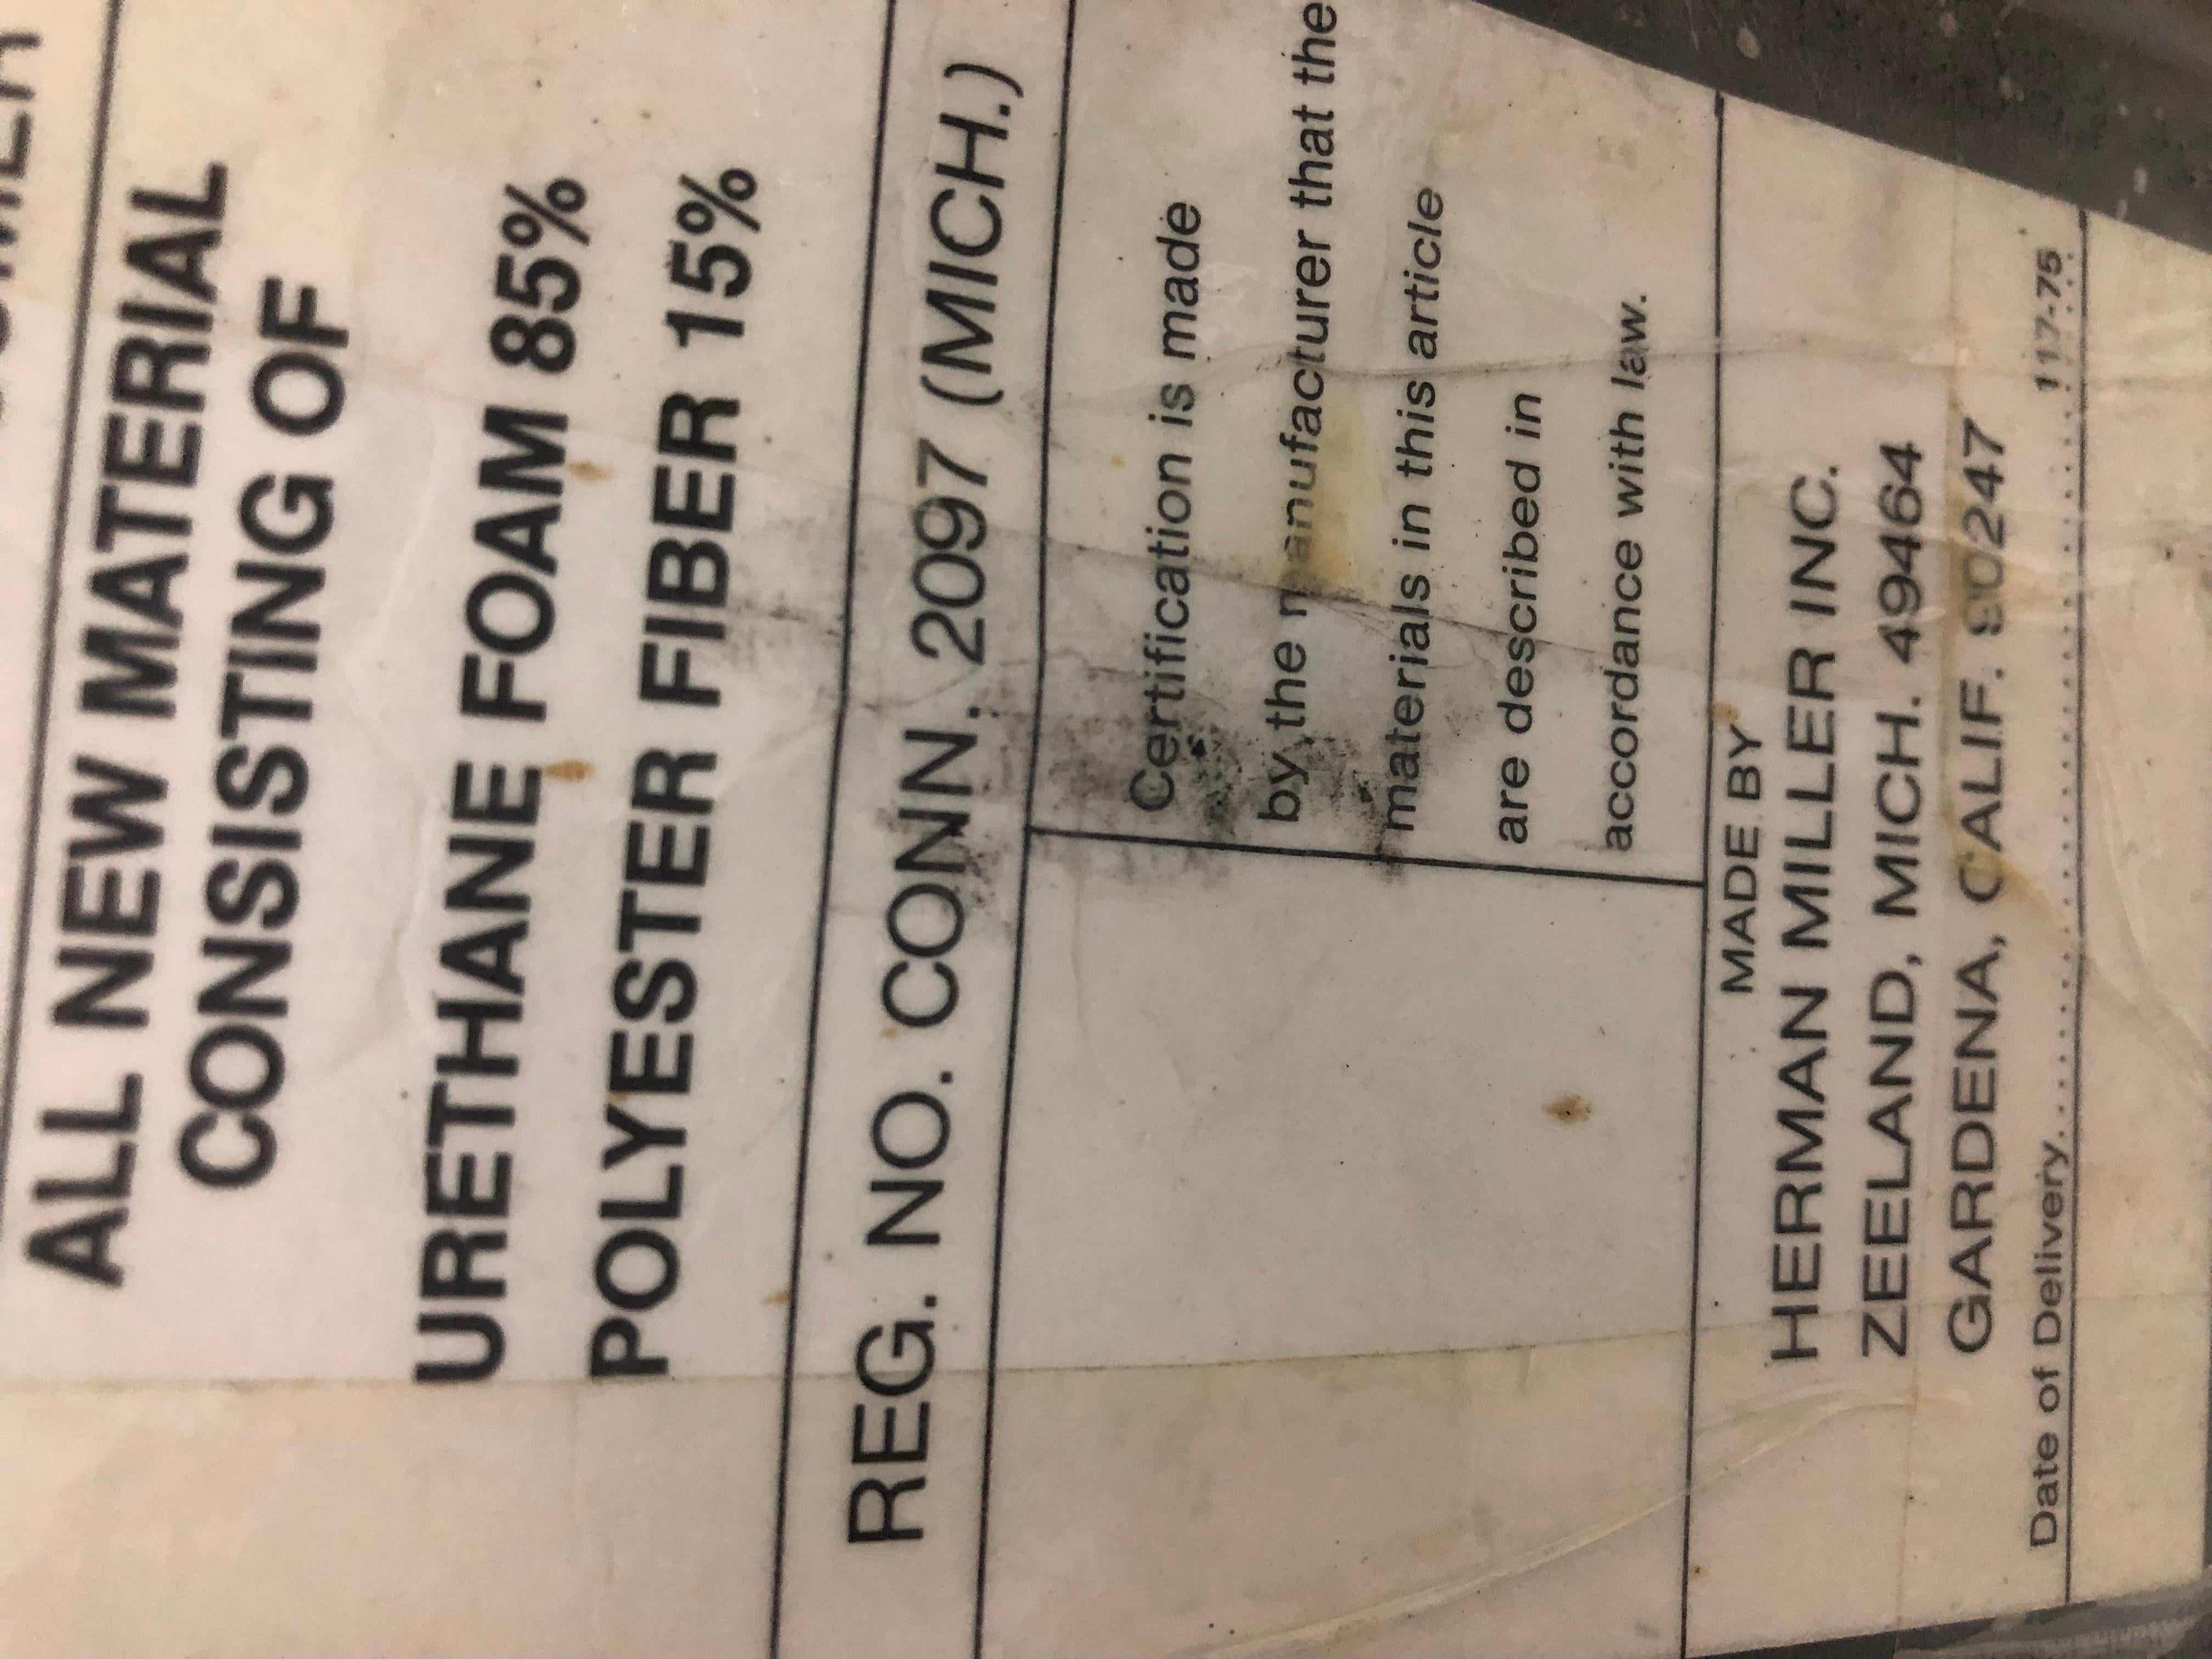 ALL NEW MATERIAL
CONSISTING OF
URETHANE FOAM 85%
POLYESTER FIBER 15%
REG. NO. CONN. 2097 (MICH.)
Certification is made
by the manufacturer that the
materials in this article
are described in
accordance with law.
MADE BY
HERMAN MILLER INC.
ZEELAND, MICH. 49464
GARDENA, CALIF. 90247
Date of Delivery.............................................. 117-75